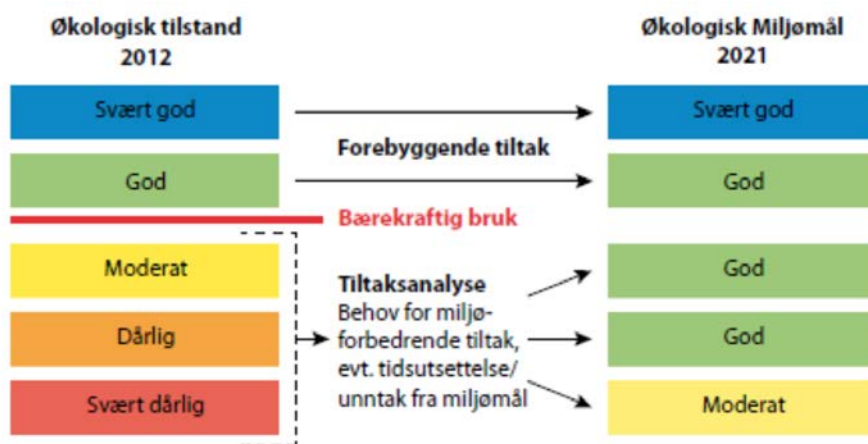 Økologisk tilstand
2012
Økologisk Miljømål
2021
Svært god
Svært god
Forebyggende tiltak
God
God
Bærekraftig bruk
Moderat
Dårlig
Svært dårlig
Tiltaksanalyse
Behov for miljø-
forbedrende tiltak,
evt. tidsutsettelse/
unntak fra miljømål
God
God
Moderat